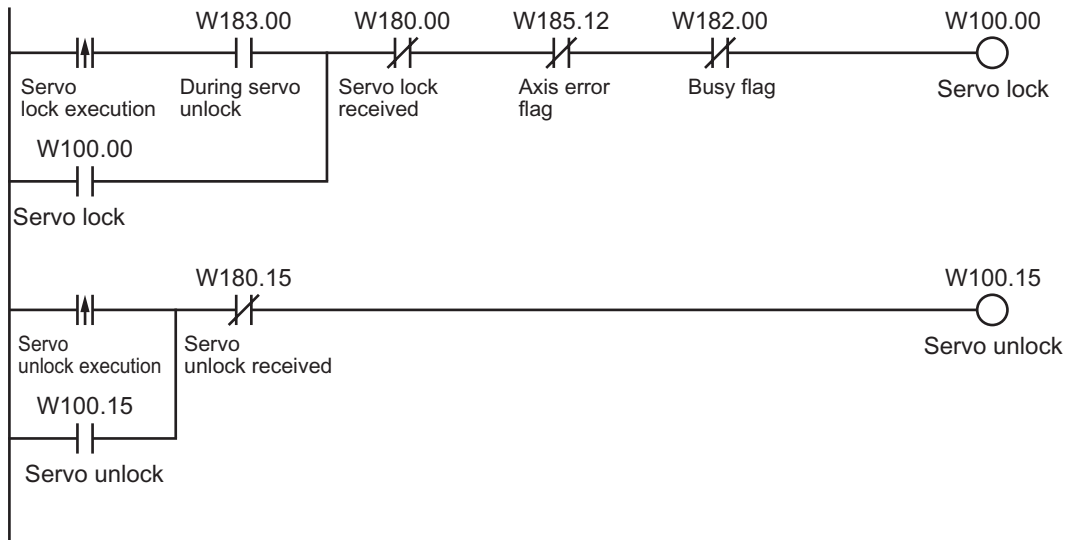 W183.00 W180.00 W185.12 W182.00 W100.00
Servo During servo Servo lock Axis error Busy flag Servo lock
lock execution unlock received flag
W100.00
Servo lock
W180.15 W100.15
Servo Servo Servo unlock
unlock execution unlock received
W100.15
Servo unlock